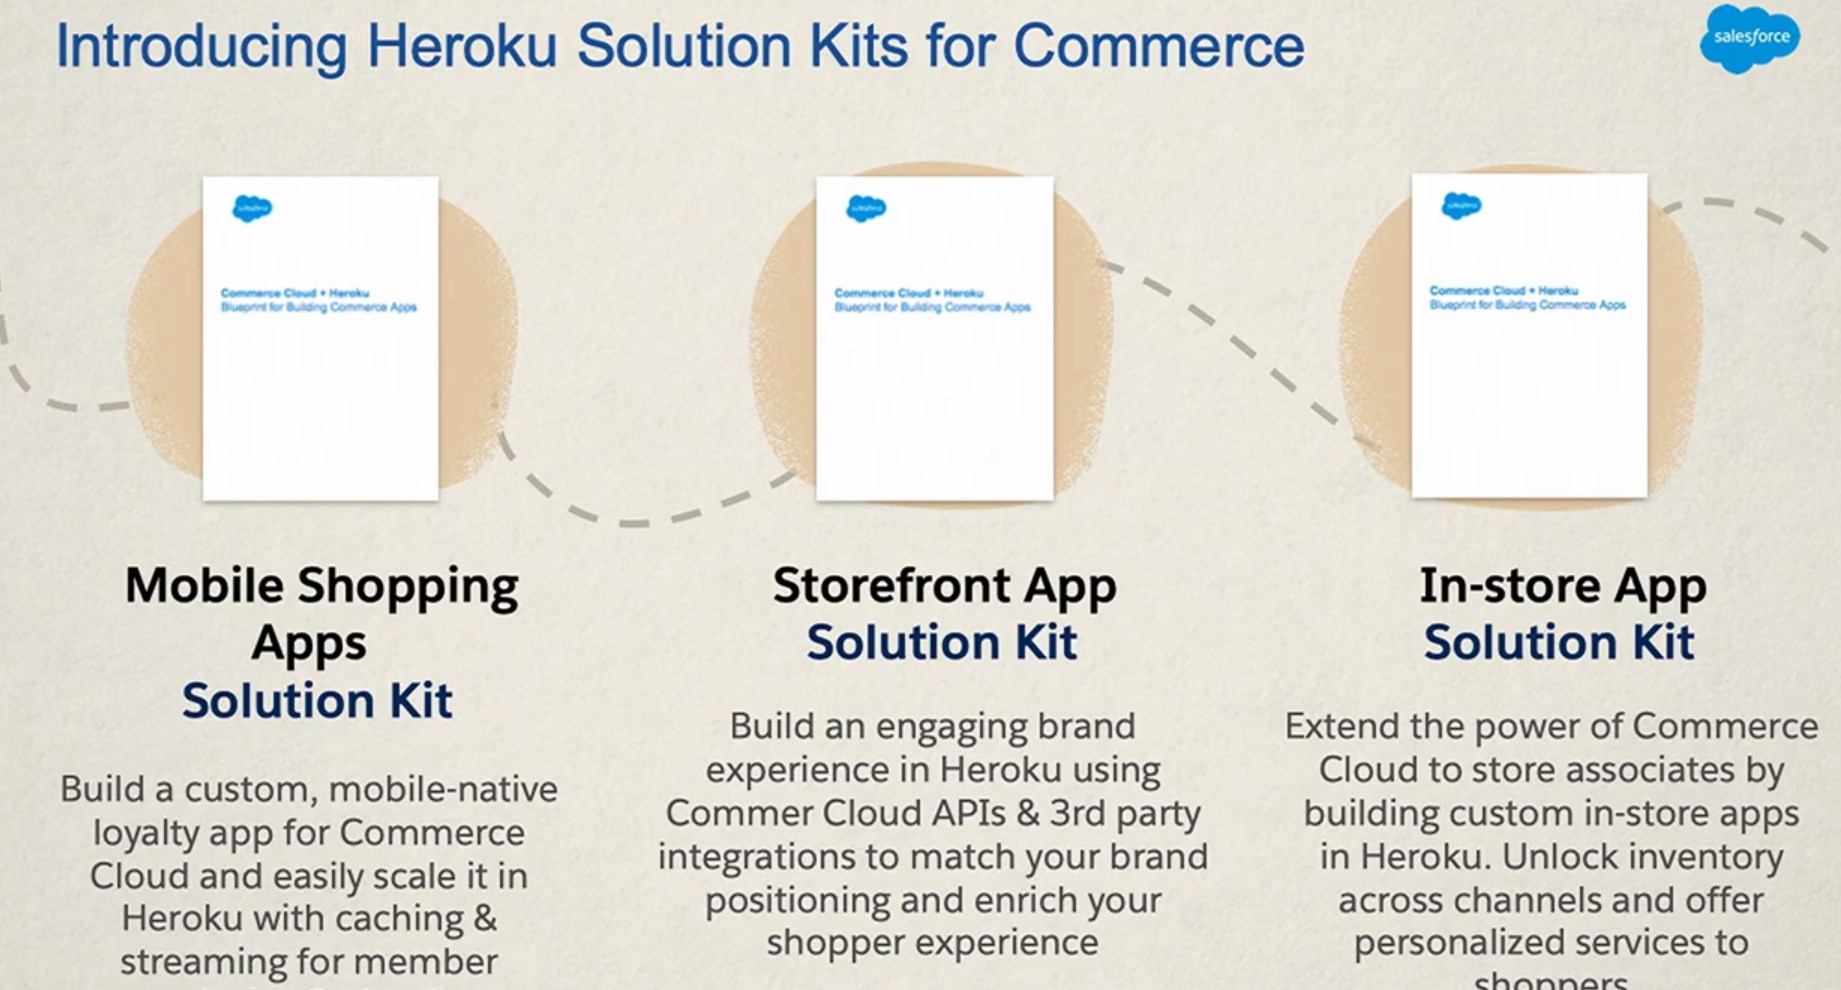 Introducing Heroku Solution Kits for Commerce
salesforce
salesforce
Commerce Cloud + Heroku
Blueprint for Building Commerce Apps
salesforce
Commerce Cloud + Heroku
Blueprint for Building Commerce Apps
salesforce
Commerce Cloud + Heroku
Blueprint for Building Commerce Apps
Mobile Shopping
Apps
Solution Kit
Build a custom, mobile-native
loyalty app for Commerce
Cloud and easily scale it in
Heroku with caching &
streaming for member
Storefront App
Solution Kit
Build an engaging brand
experience in Heroku using
Commer Cloud APIs & 3rd party
integrations to match your brand
positioning and enrich your
shopper experience
In-store App
Solution Kit
Extend the power of Commerce
Cloud to store associates by
building custom in-store apps
in Heroku. Unlock inventory
across channels and offer
personalized services to
shoppers